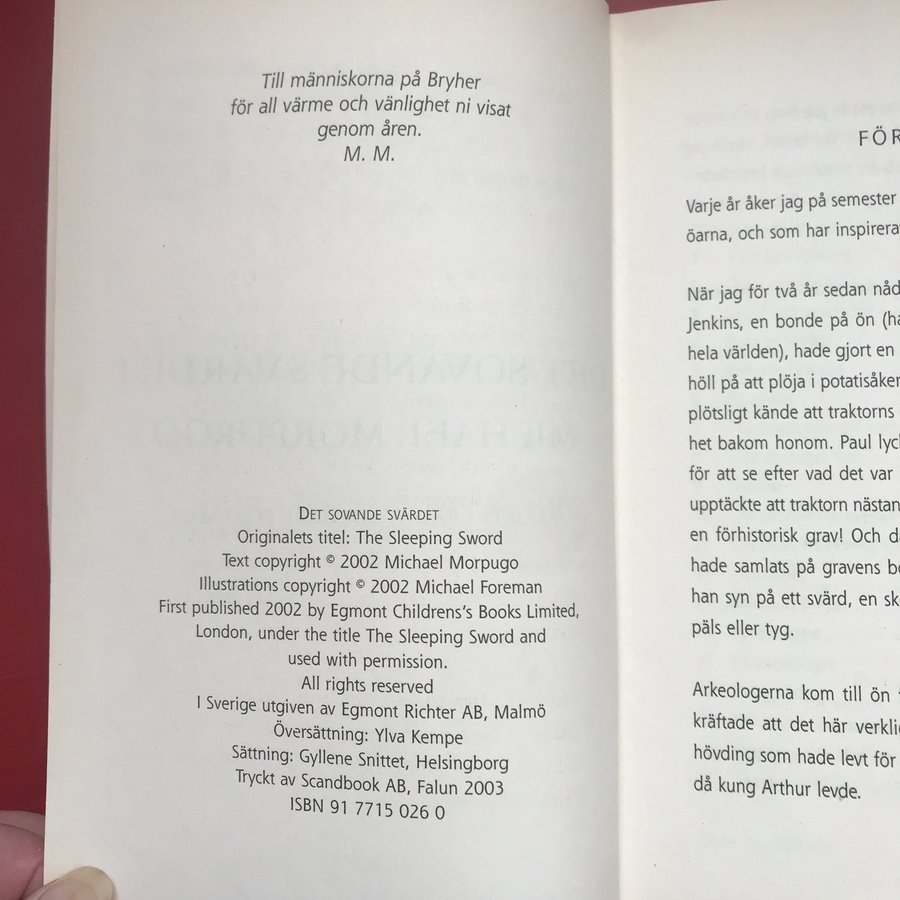 Till människorna på Bryher
för all värme och vänlighet ni visat
genom åren.
M. M.
DET SOVANDE SVÄRDET
Originalets titel: The Sleeping Sword
Text copyright © 2002 Michael Morpugo
Illustrations copyright © 2002 Michael Foreman
First published 2002 by Egmont Childrens's Books Limited,
London, under the title The Sleeping Sword and
used with permission.
All rights reserved
I Sverige utgiven av Egmont Richter AB, Malmö
Översättning: Ylva Kempe
Sättning: Gyllene Snittet, Helsingborg
Tryckt av Scandbook AB, Falun 2003
ISBN 91 7715 026 0
FÖR
Varje år åker jag på semester
öarna, och som har inspirera
När jag för två år sedan nåd
Jenkins, en bonde på ön (ha
hela världen), hade gjort en
höll på att plöja i potatisåker
plötsligt kände att traktorns
het bakom honom. Paul lyc
för att se efter vad det var
upptäckte att traktorn nästan
en förhistorisk grav! Och d
hade samlats på gravens bo
han syn på ett svärd, en sk
päls eller tyg.
Arkeologerna kom till ön
kräftade att det här verklig
hövding som hade levt för
då kung Arthur levde.